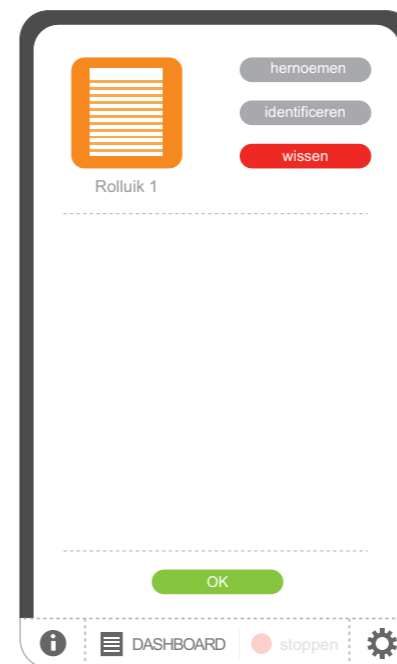 hernoemen
identificeren
wissen
Rolluik 1
OK
DASHBOARD
stoppen